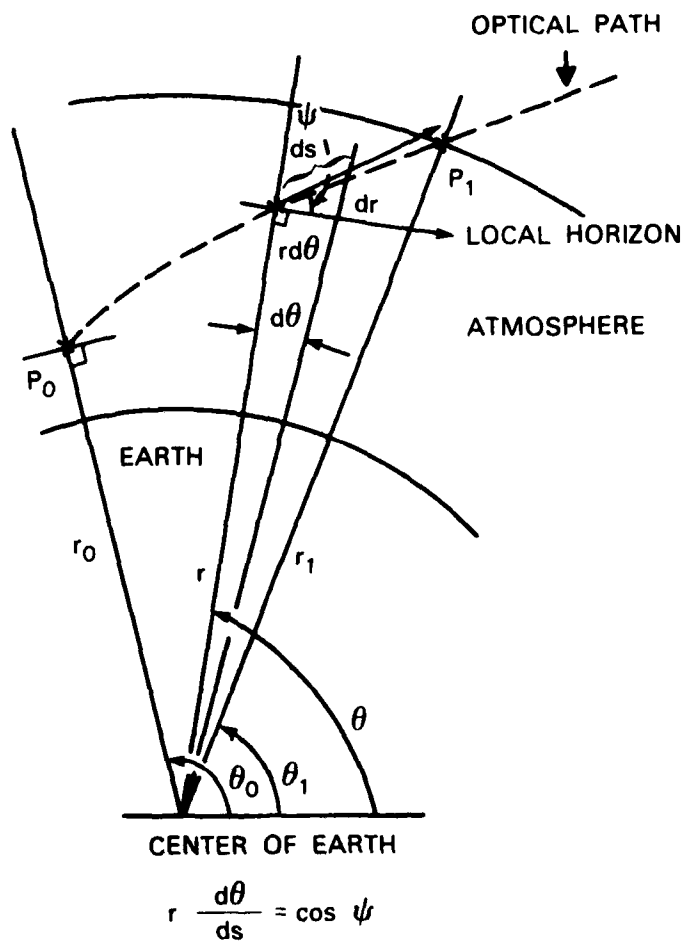 OPTICAL PATH
ψ
ds
P₁
dr
LOCAL HORIZON
rdθ
dθ
ATMOSPHERE
P₀
EARTH
r₀
r
r₁
θ
θ₀
θ₁
CENTER OF EARTH
r dθ/ds = cos ψ